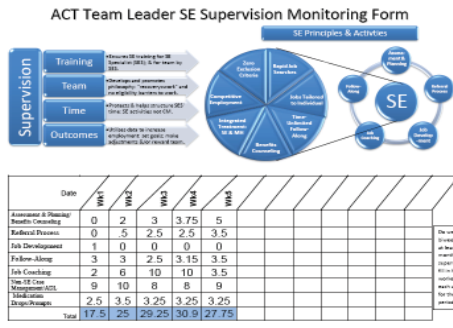 ACT Team Leader SE Supervision Monitoring Form
SE Principles & Activties
Supervision
Training
•Ensures SE training for SE
Specialist (SES); & for team by
SES.
Team
•Develops and promotes
philosophy: "recovery/work" and
no eligibility barriers to work.
Time
•Protects & helps structure SES
time: SE activities not CM.
Outcomes
•Utilizes data to increase
employment: set goals; make
adjustments &/or reward team.
Zero
Exclusion
Criteria
Rapid Job
Searches
Competitive
Employment
Jobs Tailored
to Individual
Integrated
Treatment:
SE & MH
Time-
Unlimited
Follow-
Along
Benefits
Counseling
SE
Assess-
ment &
Planning
Follow-
Along
Referral
Process
Job
Coaching
Job
Develop-
ment
Date Wk1 Wk2 Wk3 Wk4 Wk5
Assessment & Planning/
Benefits Counseling 0 2 3 3.75 5
Referral Process 0 .5 2.5 2.5 3.5
Job Development 1 0 0 0 0
Follow-Along 3 3 2.5 3.15 3.5
Job Coaching 2 6 10 10 3.5
Non-SE Case
Management/ADL 9 10 8 8 9
Medication
Drops/Prompts 2.5 3.5 3.25 3.25 3.25
Total 17.5 25 29.25 30.9 27.75